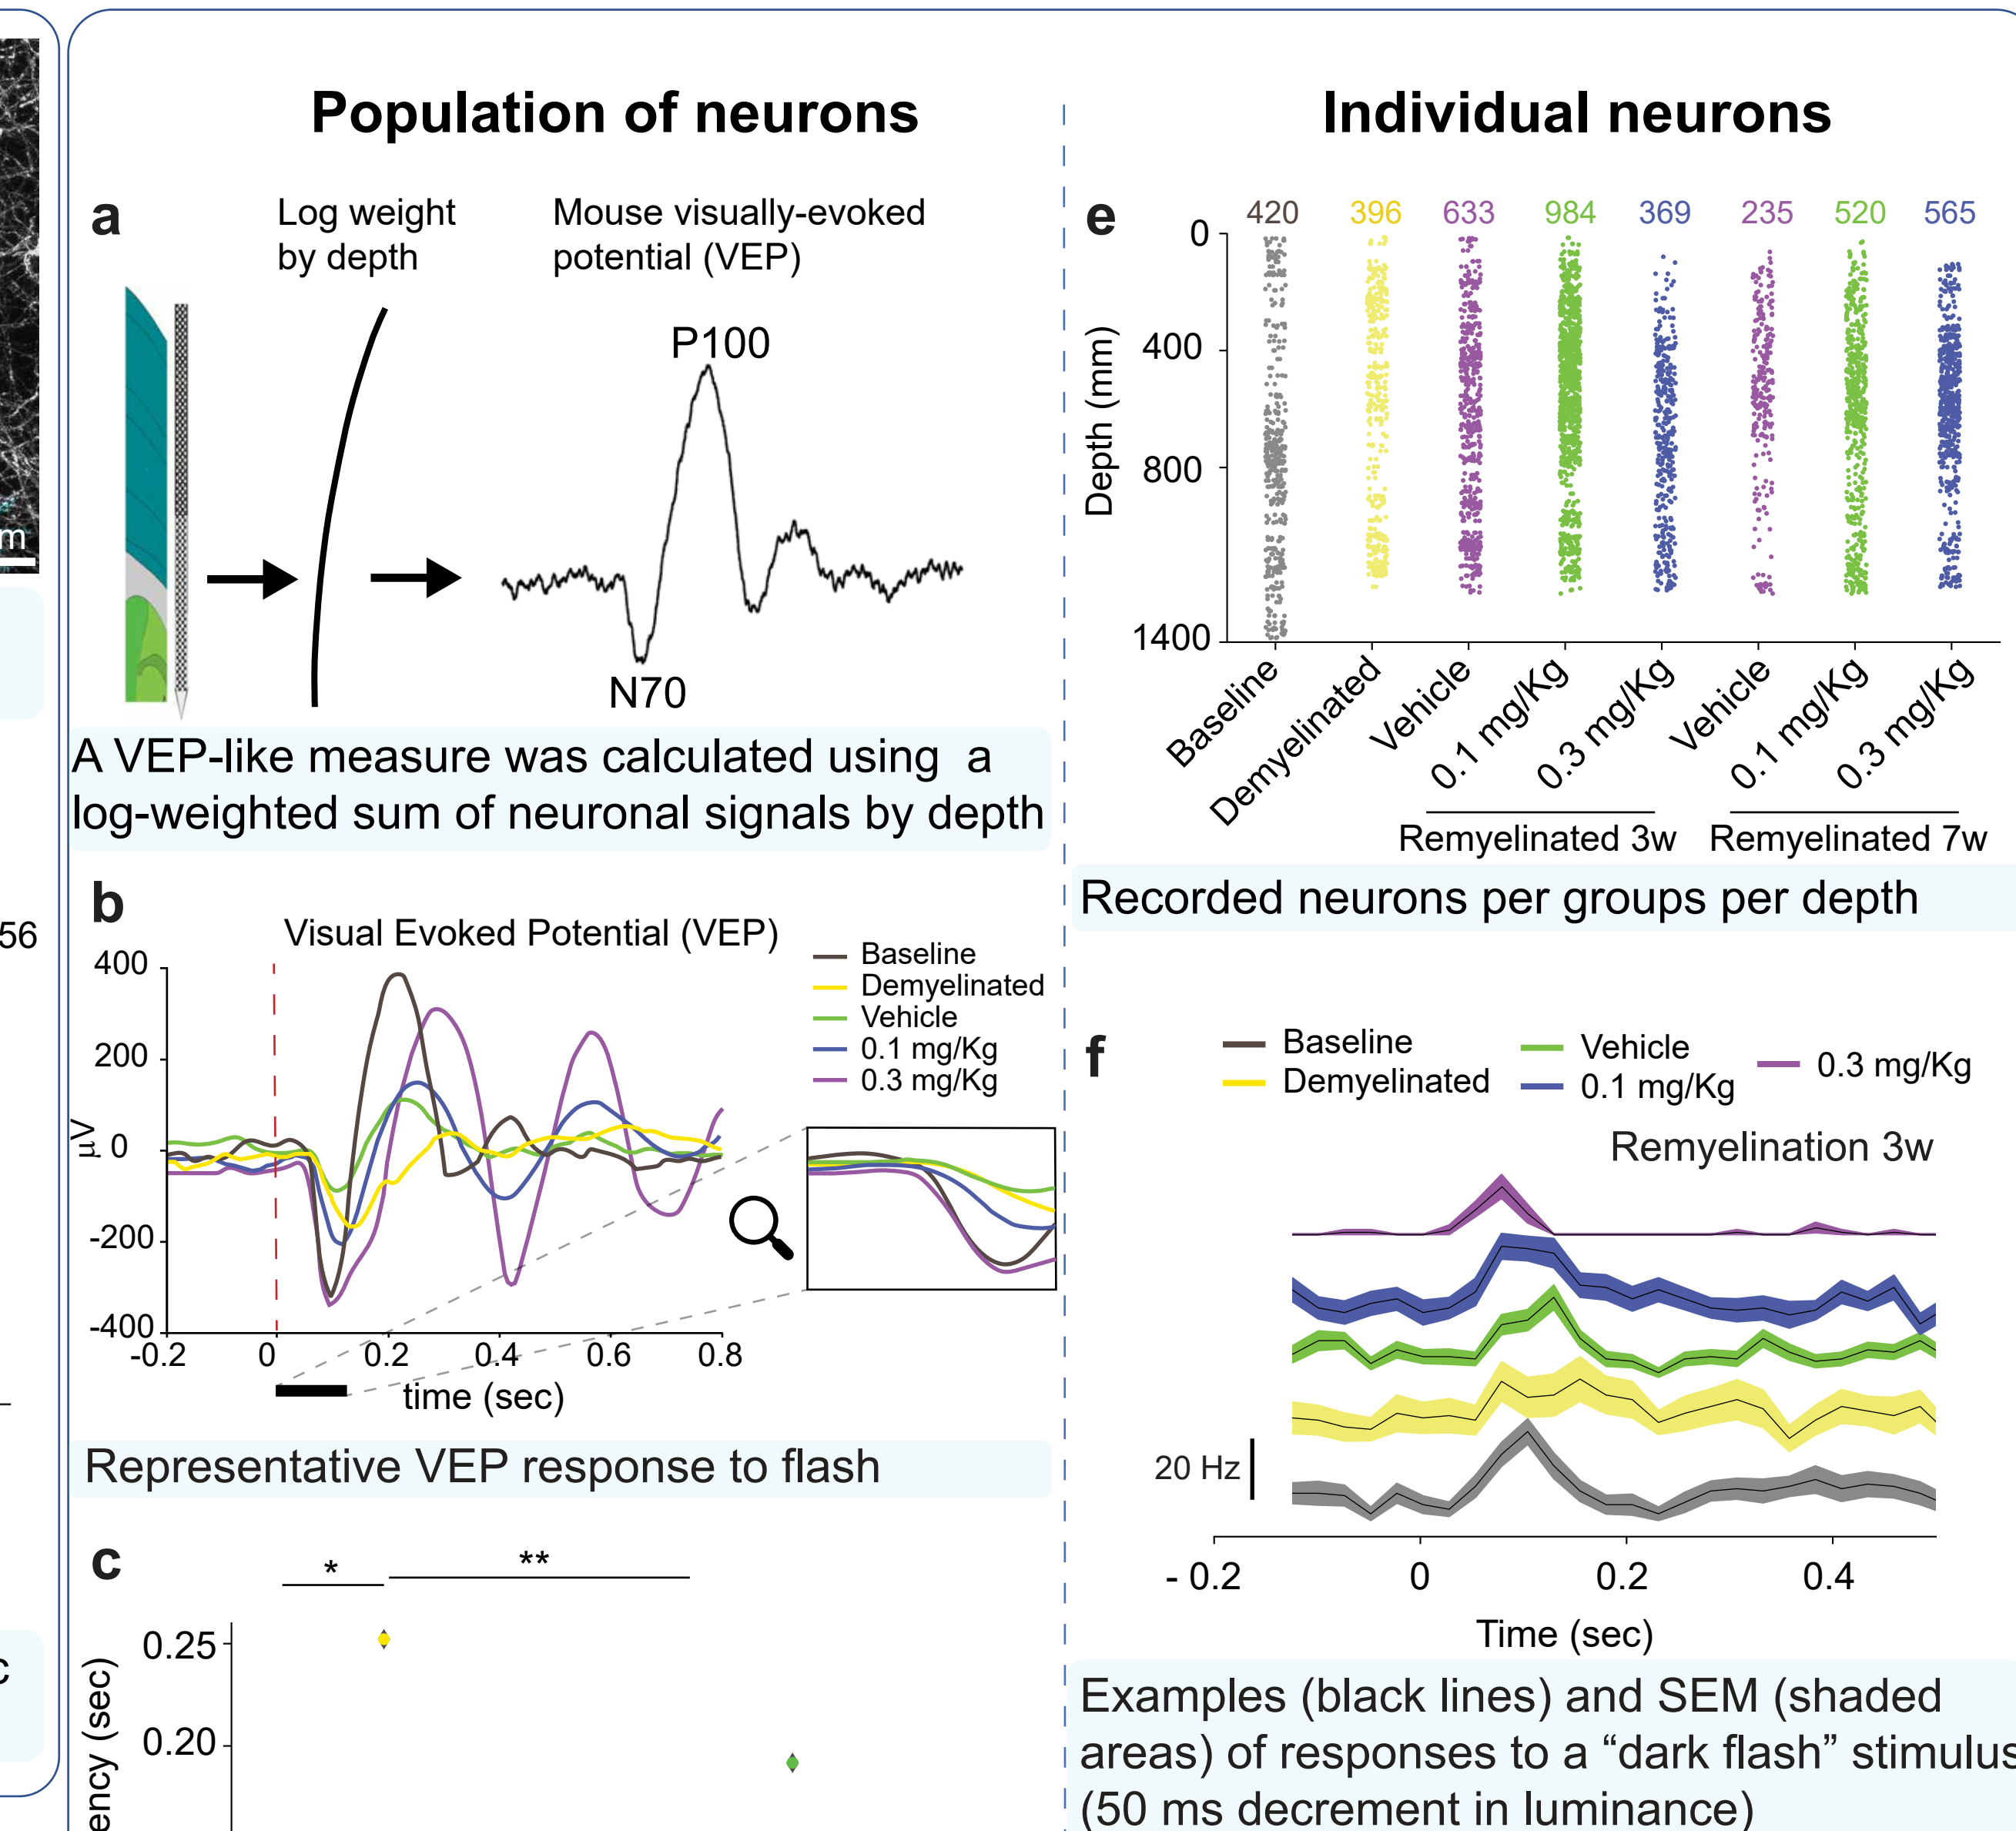 m
56
c
Population of neurons
a
Log weight
by depth
Mouse visually-evoked
potential (VEP)
P100
N70
A VEP-like measure was calculated using a
log-weighted sum of neuronal signals by depth
b
Visual Evoked Potential (VEP)
Baseline
Demyelinated
Vehicle
0.1 mg/Kg
0.3 mg/Kg
400
200
µV
0
-200
-400
-0.2 0 0.2 0.4 0.6 0.8
time (sec)
Representative VEP response to flash
c
* **
0.25
0.20
ency (sec)
Individual neurons
e
420 396 633 984 369 235 520 565
0
400
800
1400
Depth (mm)
Baseline
Demyelinated
Vehicle
0.1 mg/Kg
0.3 mg/Kg
Vehicle
0.1 mg/Kg
0.3 mg/Kg
Remyelinated 3w Remyelinated 7w
Recorded neurons per groups per depth
f
Baseline
Demyelinated
Vehicle
0.1 mg/Kg
0.3 mg/Kg
Remyelination 3w
20 Hz
- 0.2 0 0.2 0.4
Time (sec)
Examples (black lines) and SEM (shaded
areas) of responses to a “dark flash” stimulus
(50 ms decrement in luminance)